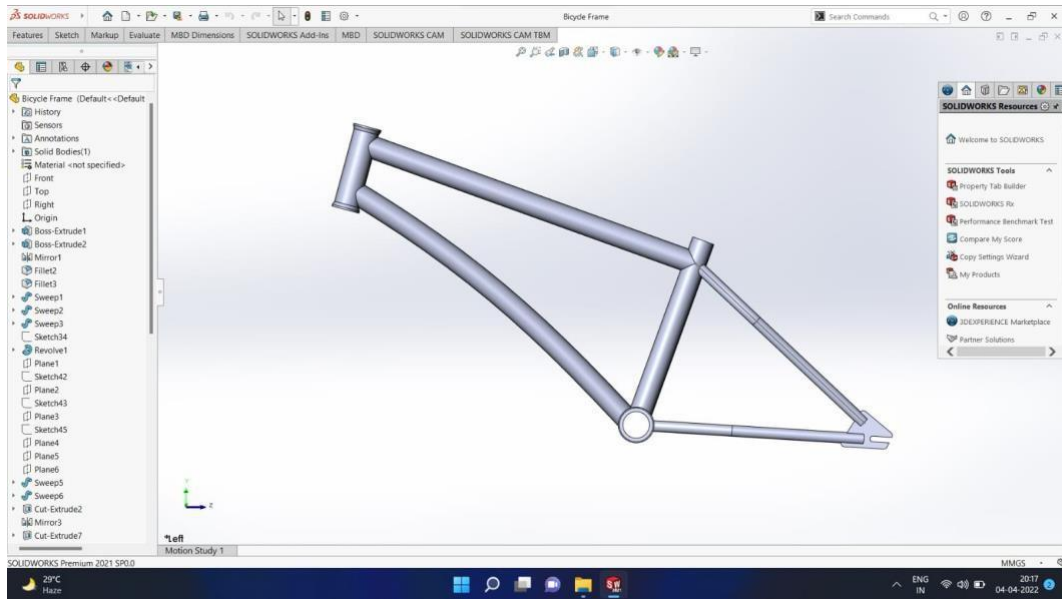 SOLIDWORKS
Bicycle Frame
Search Commands
Features Sketch Markup Evaluate MBD Dimensions SOLIDWORKS Add-Ins MBD SOLIDWORKS CAM SOLIDWORKS CAM TBM
Bicycle Frame (Default<<Default
History
Sensors
Annotations
Solid Bodies(1)
Material <not specified>
Front
Top
Right
Origin
Boss-Extrude1
Boss-Extrude2
Mirror1
Fillet2
Fillet3
Sweep1
Sweep2
Sweep3
Sketch34
Revolve1
Plane1
Sketch42
Plane2
Sketch43
Plane3
Sketch45
Plane4
Plane5
Plane6
Sweep5
Sweep6
Cut-Extrude2
Mirror3
Cut-Extrude7
SOLIDWORKS Resources
Welcome to SOLIDWORKS
SOLIDWORKS Tools
Property Tab Builder
SOLIDWORKS Rx
Performance Benchmark Test
Compare My Score
Copy Settings Wizard
My Products
Online Resources
3DEXPERIENCE Marketplace
Partner Solutions
Y
Z
*Left
Motion Study 1
SOLIDWORKS Premium 2021 SP0.0
MMGS
29°C
Haze
ENG
IN
20:17
04-04-2022